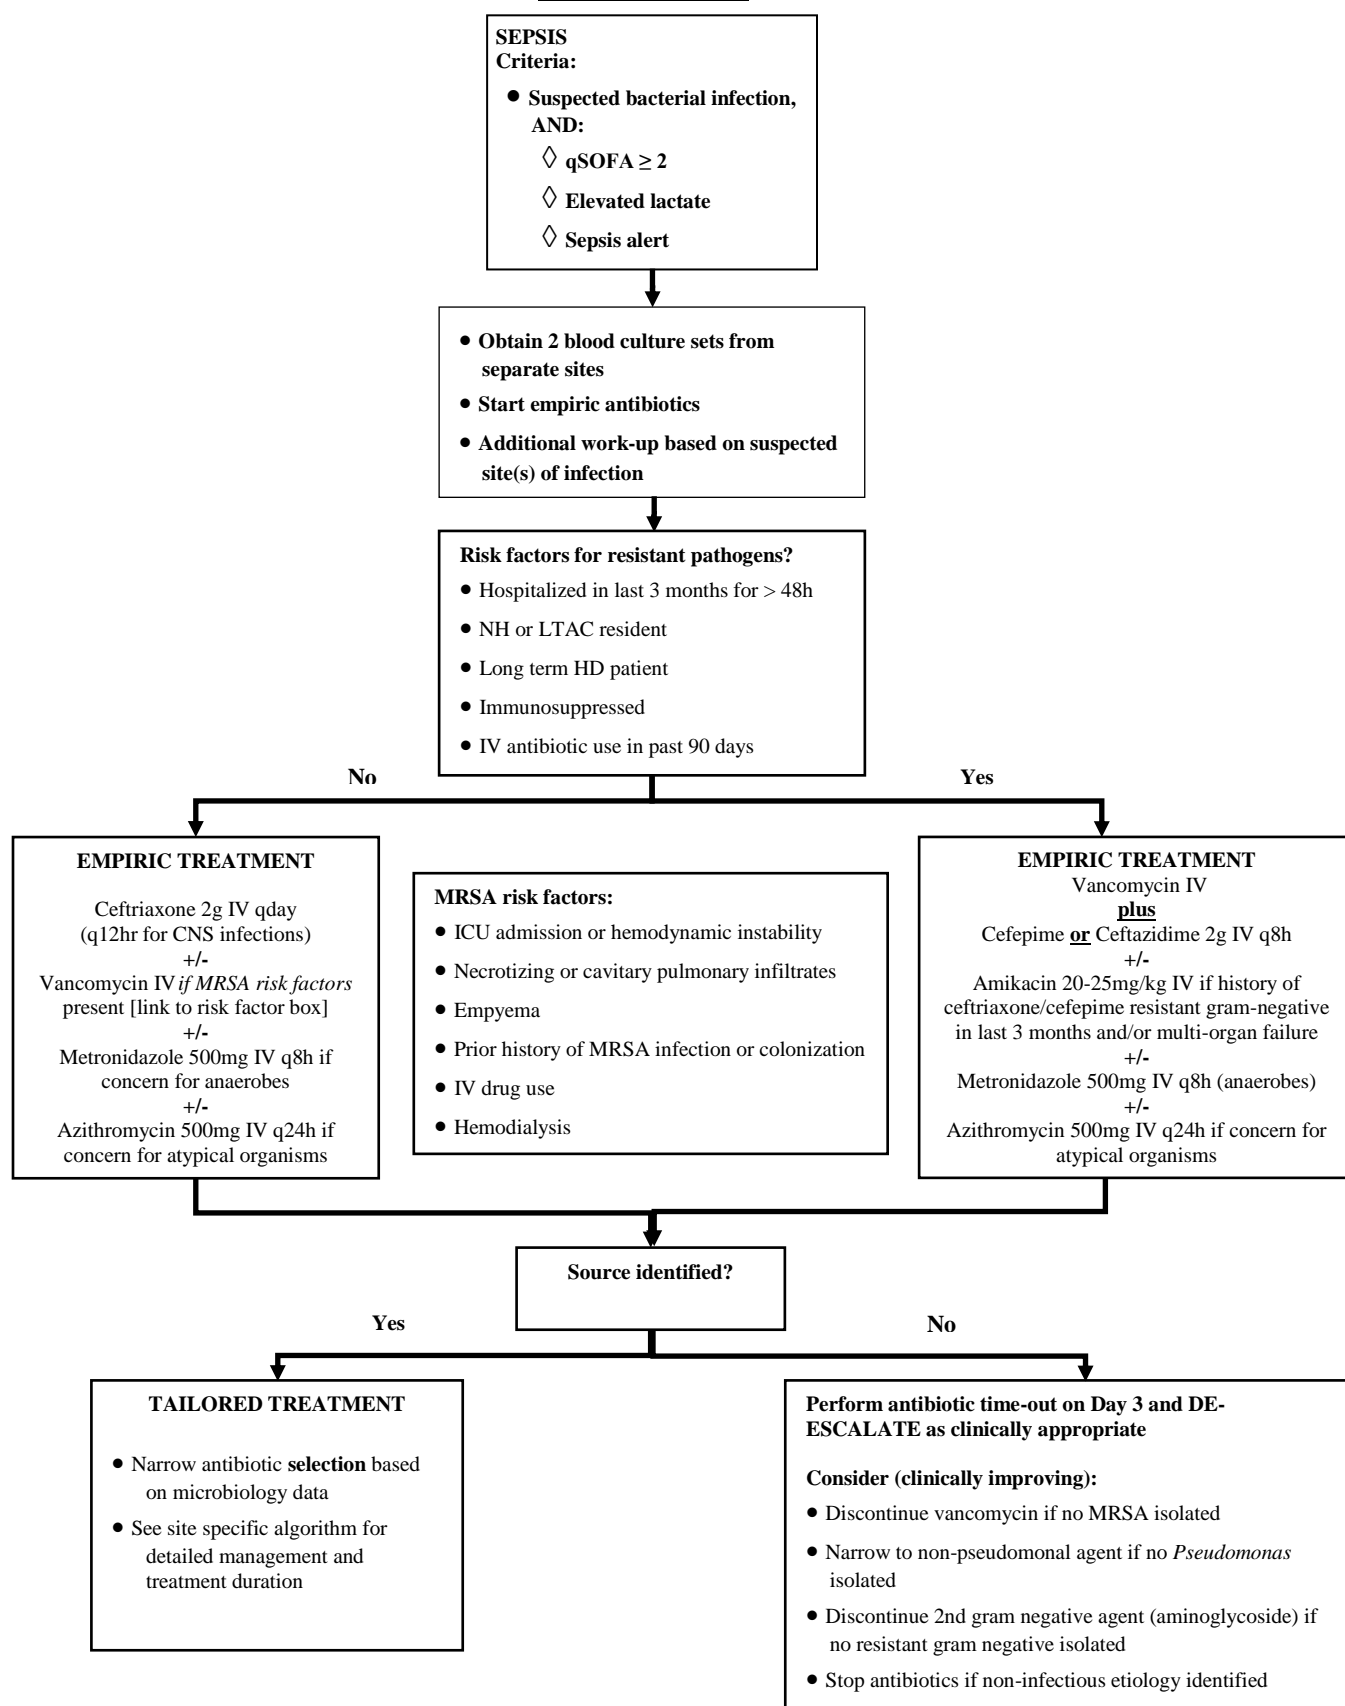 SEPSIS
Criteria:
• Suspected bacterial infection,
AND:
◊ qSOFA ≥ 2
◊ Elevated lactate
◊ Sepsis alert
• Obtain 2 blood culture sets from
separate sites
• Start empiric antibiotics
• Additional work-up based on suspected
site(s) of infection
Risk factors for resistant pathogens?
• Hospitalized in last 3 months for > 48h
• NH or LTAC resident
• Long term HD patient
• Immunosuppressed
• IV antibiotic use in past 90 days
No
Yes
EMPIRIC TREATMENT
Ceftriaxone 2g IV qday
(q12hr for CNS infections)
+/-
Vancomycin IV if MRSA risk factors
present [link to risk factor box]
+/-
Metronidazole 500mg IV q8h if
concern for anaerobes
+/-
Azithromycin 500mg IV q24h if
concern for atypical organisms
MRSA risk factors:
• ICU admission or hemodynamic instability
• Necrotizing or cavitary pulmonary infiltrates
• Empyema
• Prior history of MRSA infection or colonization
• IV drug use
• Hemodialysis
EMPIRIC TREATMENT
Vancomycin IV
plus
Cefepime or Ceftazidime 2g IV q8h
+/-
Amikacin 20-25mg/kg IV if history of
ceftriaxone/cefepime resistant gram-negative
in last 3 months and/or multi-organ failure
+/-
Metronidazole 500mg IV q8h (anaerobes)
+/-
Azithromycin 500mg IV q24h if concern for
atypical organisms
Source identified?
Yes
No
TAILORED TREATMENT
• Narrow antibiotic selection based
on microbiology data
• See site specific algorithm for
detailed management and
treatment duration
Perform antibiotic time-out on Day 3 and DE-
ESCALATE as clinically appropriate
Consider (clinically improving):
• Discontinue vancomycin if no MRSA isolated
• Narrow to non-pseudomonal agent if no Pseudomonas
isolated
• Discontinue 2nd gram negative agent (aminoglycoside) if
no resistant gram negative isolated
• Stop antibiotics if non-infectious etiology identified